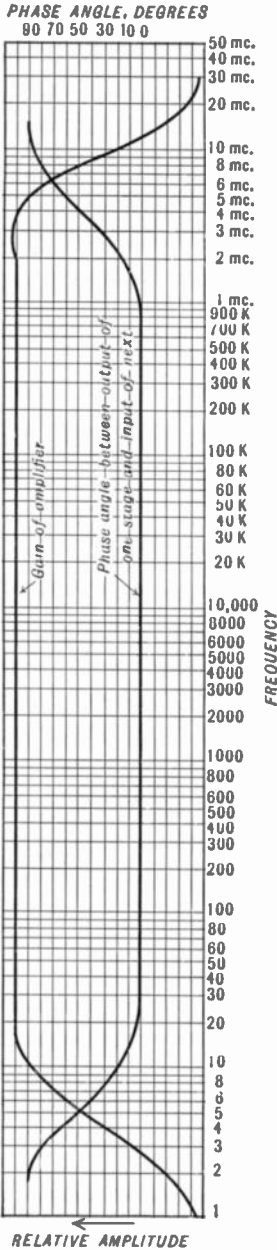 PHASE ANGLE, DEGREES
90 70 50 30 10 0
50 mc.
40 mc.
30 mc.
20 mc.
10 mc.
8 mc.
6 mc.
5 mc.
4 mc.
3 mc.
2 mc.
1 mc.
900 K
700 K
500 K
400 K
300 K
200 K
100 K
80 K
60 K
50 K
40 K
30 K
20 K
10,000
8000
6000
5000
4000
3000
2000
1000
800
600
500
400
300
200
100
80
60
50
40
30
20
10
8
6
5
4
3
2
1
FREQUENCY
Gain of amplifier
Phase angle between output of
one stage and input of next
RELATIVE AMPLITUDE